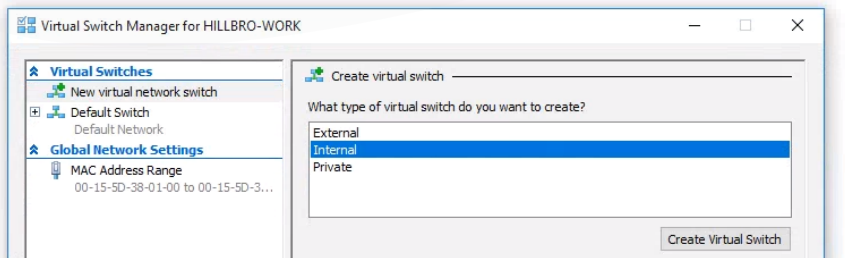 Virtual Switch Manager for HILLBRO-WORK
Virtual Switches
New virtual network switch
Default Switch
Default Network
Global Network Settings
MAC Address Range
00-15-5D-38-01-00 to 00-15-5D-3...
Create virtual switch
What type of virtual switch do you want to create?
External
Internal
Private
Create Virtual Switch